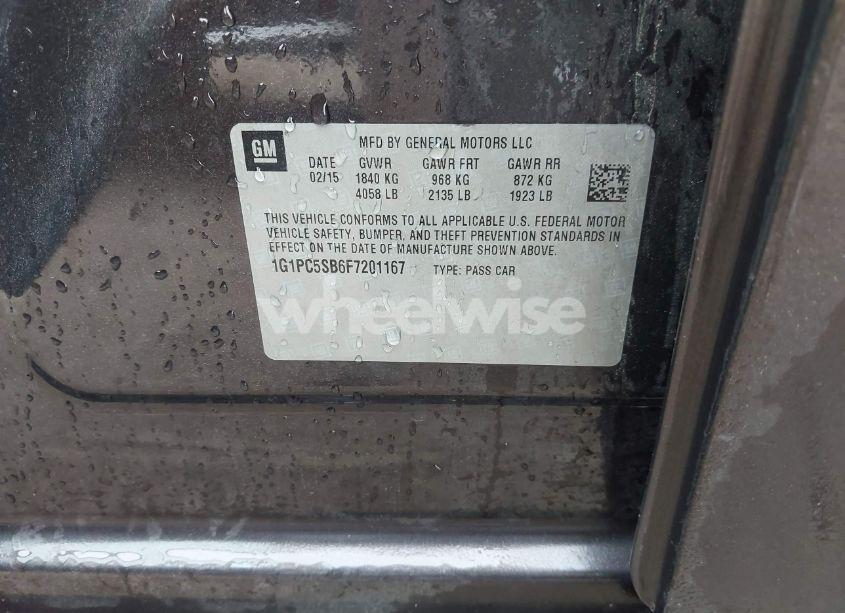 GM
MFD BY GENERAL MOTORS LLC
DATE GVWR GAWR FRT GAWR RR
02/15 1840 KG 968 KG 872 KG
4058 LB 2135 LB 1923 LB
THIS VEHICLE CONFORMS TO ALL APPLICABLE U.S. FEDERAL MOTOR
VEHICLE SAFETY, BUMPER, AND THEFT PREVENTION STANDARDS IN
EFFECT ON THE DATE OF MANUFACTURE SHOWN ABOVE.
1G1PC5SB6F7201167 TYPE: PASS CAR
wheelwise